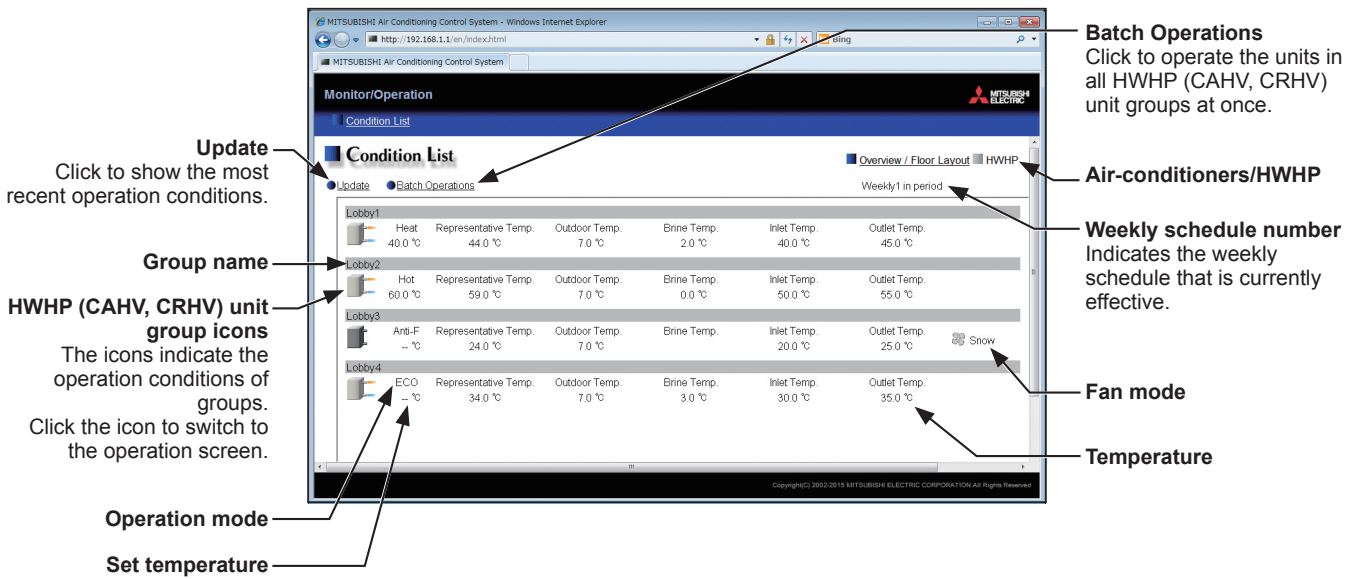 MITSUBISHI Air Conditioning Control System - Windows Internet Explorer
http://192.168.1.1/en/index.html
Bing
MITSUBISHI Air Conditioning Control System
Monitor/Operation
MITSUBISHI
ELECTRIC
Condition List
Condition List
Overview / Floor Layout HWHP
Update Batch Operations
Weekly1 in period
Lobby1
Heat Representative Temp. Outdoor Temp. Brine Temp. Inlet Temp. Outlet Temp.
40.0 °C 44.0 °C 7.0 °C 2.0 °C 40.0 °C 45.0 °C
Lobby2
Hot Representative Temp. Outdoor Temp. Brine Temp. Inlet Temp. Outlet Temp.
60.0 °C 59.0 °C 7.0 °C 0.0 °C 50.0 °C 55.0 °C
Lobby3
Anti-F Representative Temp. Outdoor Temp. Brine Temp. Inlet Temp. Outlet Temp.
-- °C 24.0 °C 7.0 °C 20.0 °C 25.0 °C
Snow
Lobby4
ECO Representative Temp. Outdoor Temp. Brine Temp. Inlet Temp. Outlet Temp.
-- °C 34.0 °C 7.0 °C 3.0 °C 30.0 °C 35.0 °C
Copyright(C) 2002-2015 MITSUBISHI ELECTRIC CORPORATION All Rights Reserved
Update
Click to show the most
recent operation conditions.
Group name
HWHP (CAHV, CRHV) unit
group icons
The icons indicate the
operation conditions of
groups.
Click the icon to switch to
the operation screen.
Operation mode
Set temperature
Batch Operations
Click to operate the units in
all HWHP (CAHV, CRHV)
unit groups at once.
Air-conditioners/HWHP
Weekly schedule number
Indicates the weekly
schedule that is currently
effective.
Fan mode
Temperature